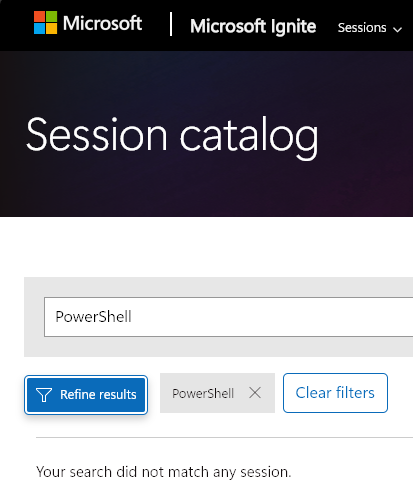 Microsoft | Microsoft Ignite Sessions
Session catalog
PowerShell
Refine results PowerShell Clear filters
Your search did not match any session.